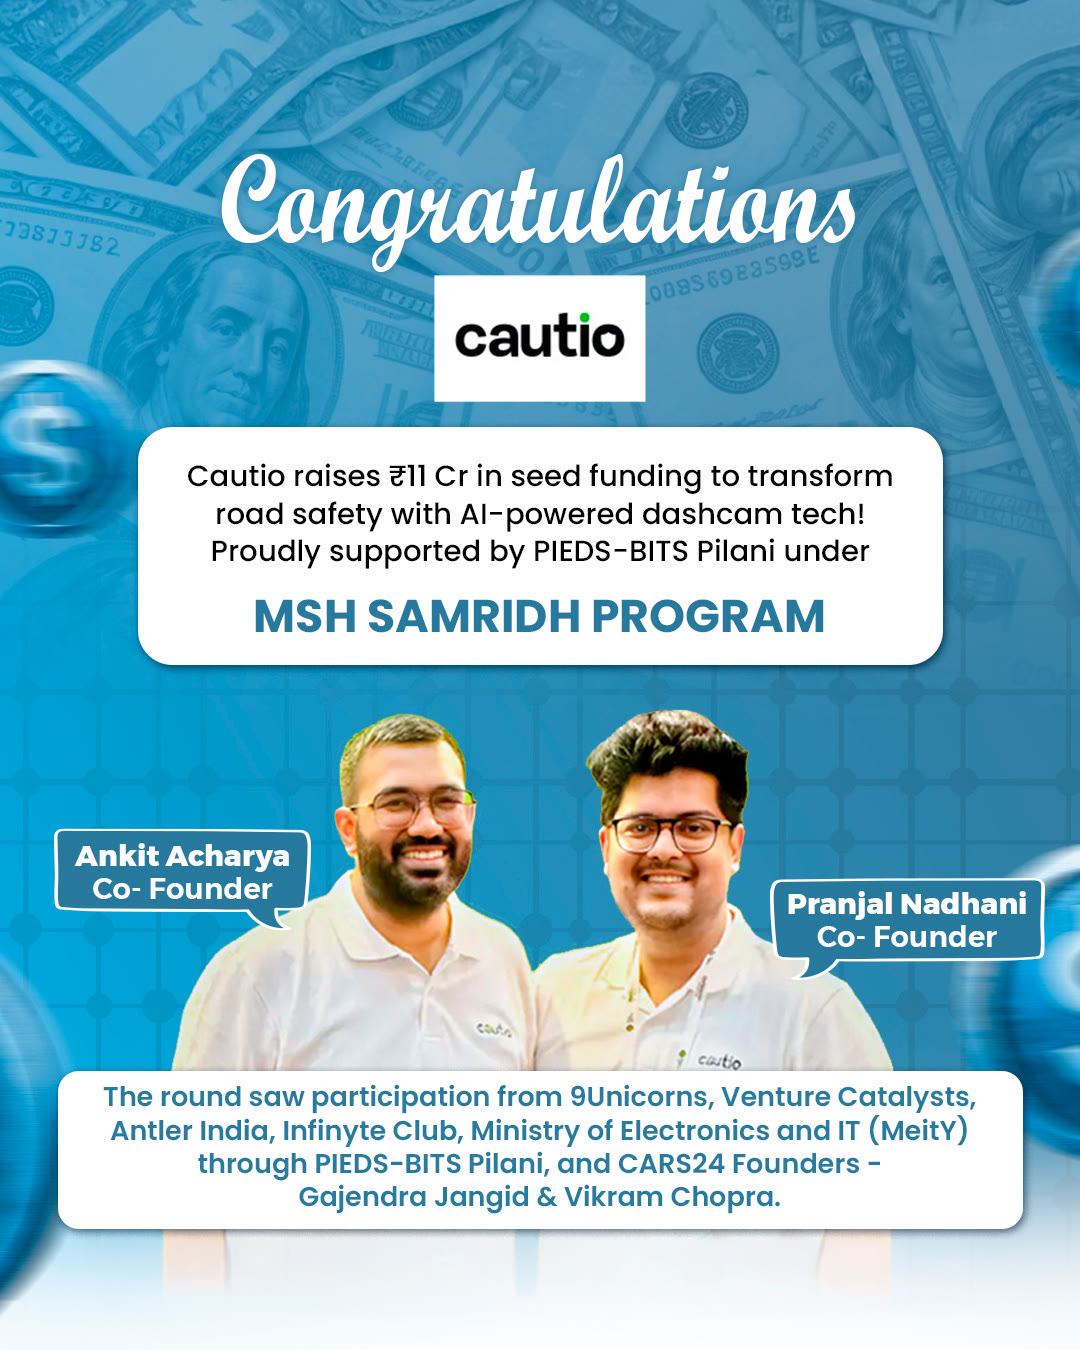 Congratulations
cautio
Cautio raises ₹11 Cr in seed funding to transform
road safety with AI-powered dashcam tech!
Proudly supported by PIEDS-BITS Pilani under
MSH SAMRIDH PROGRAM
Ankit Acharya
Co- Founder
Pranjal Nadhani
Co- Founder
cautio
cautio
The round saw participation from 9Unicorns, Venture Catalysts,
Antler India, Infinyte Club, Ministry of Electronics and IT (MeitY)
through PIEDS-BITS Pilani, and CARS24 Founders -
Gajendra Jangid & Vikram Chopra.